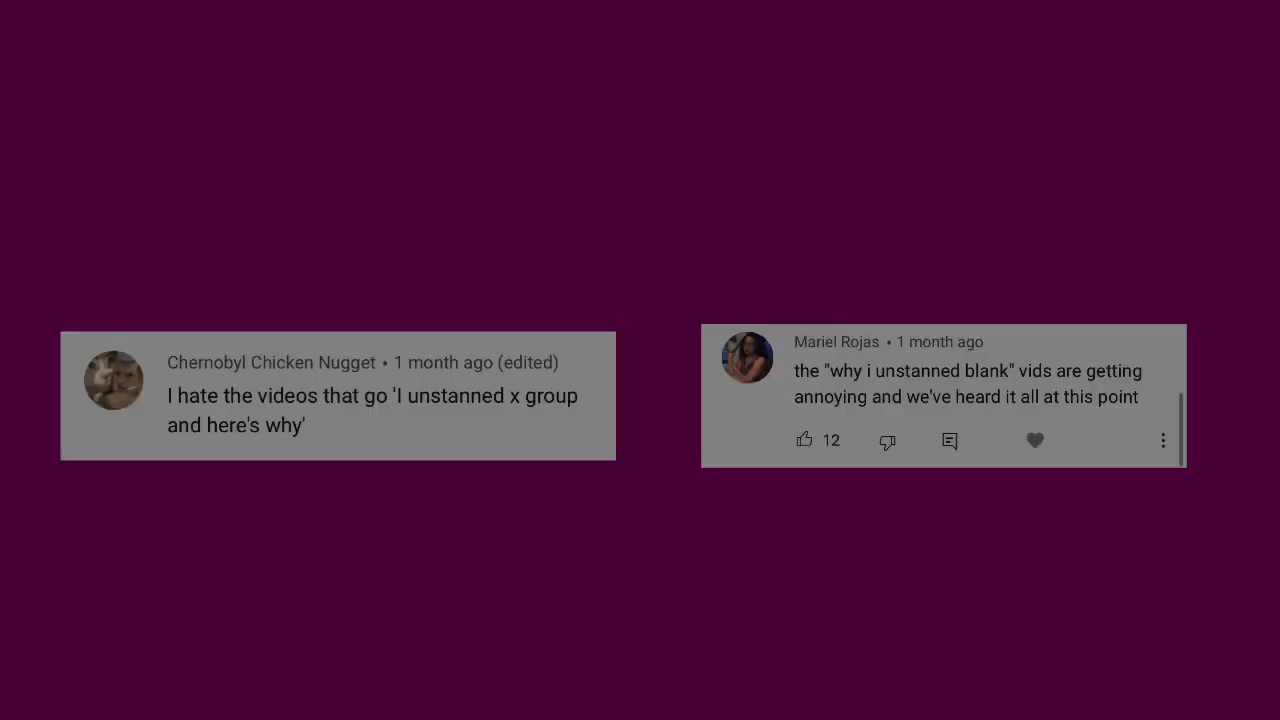 Chernobyl Chicken Nugget • 1 month ago (edited)
I hate the videos that go 'I unstanned x group
and here's why'
Mariel Rojas • 1 month ago
the "why i unstanned blank" vids are getting
annoying and we've heard it all at this point
12